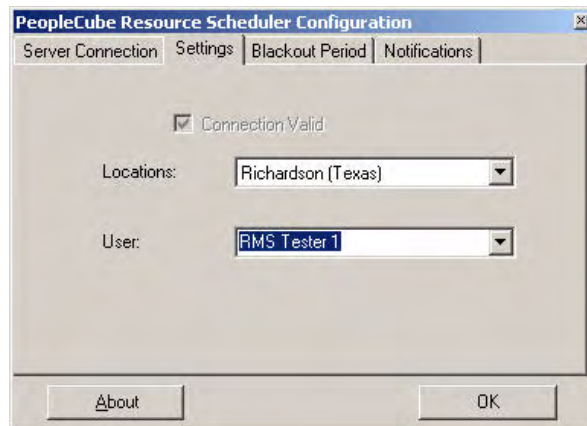 PeopleCube Resource Scheduler Configuration
Server Connection Settings Blackout Period Notifications
Connection Valid
Locations: Richardson (Texas)
User: RMS Tester 1
About OK